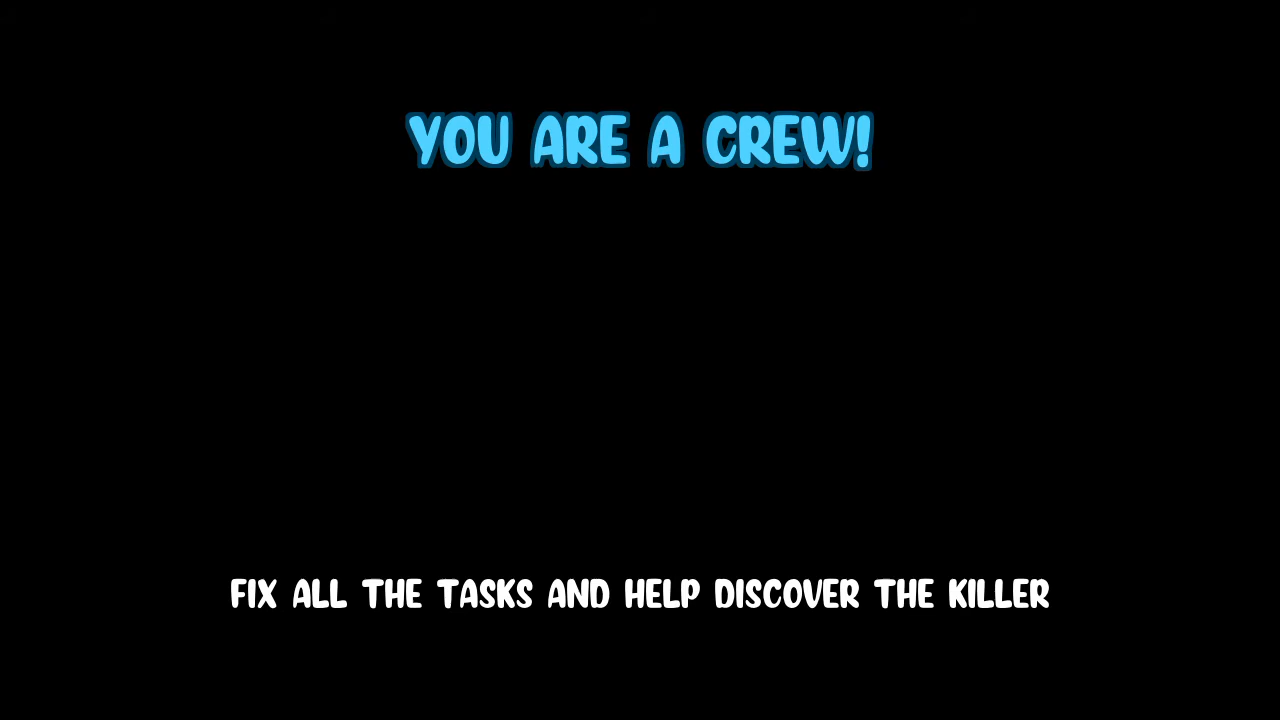 YOU ARE A CREW!
FIX ALL THE TASKS AND HELP DISCOVER THE KILLER